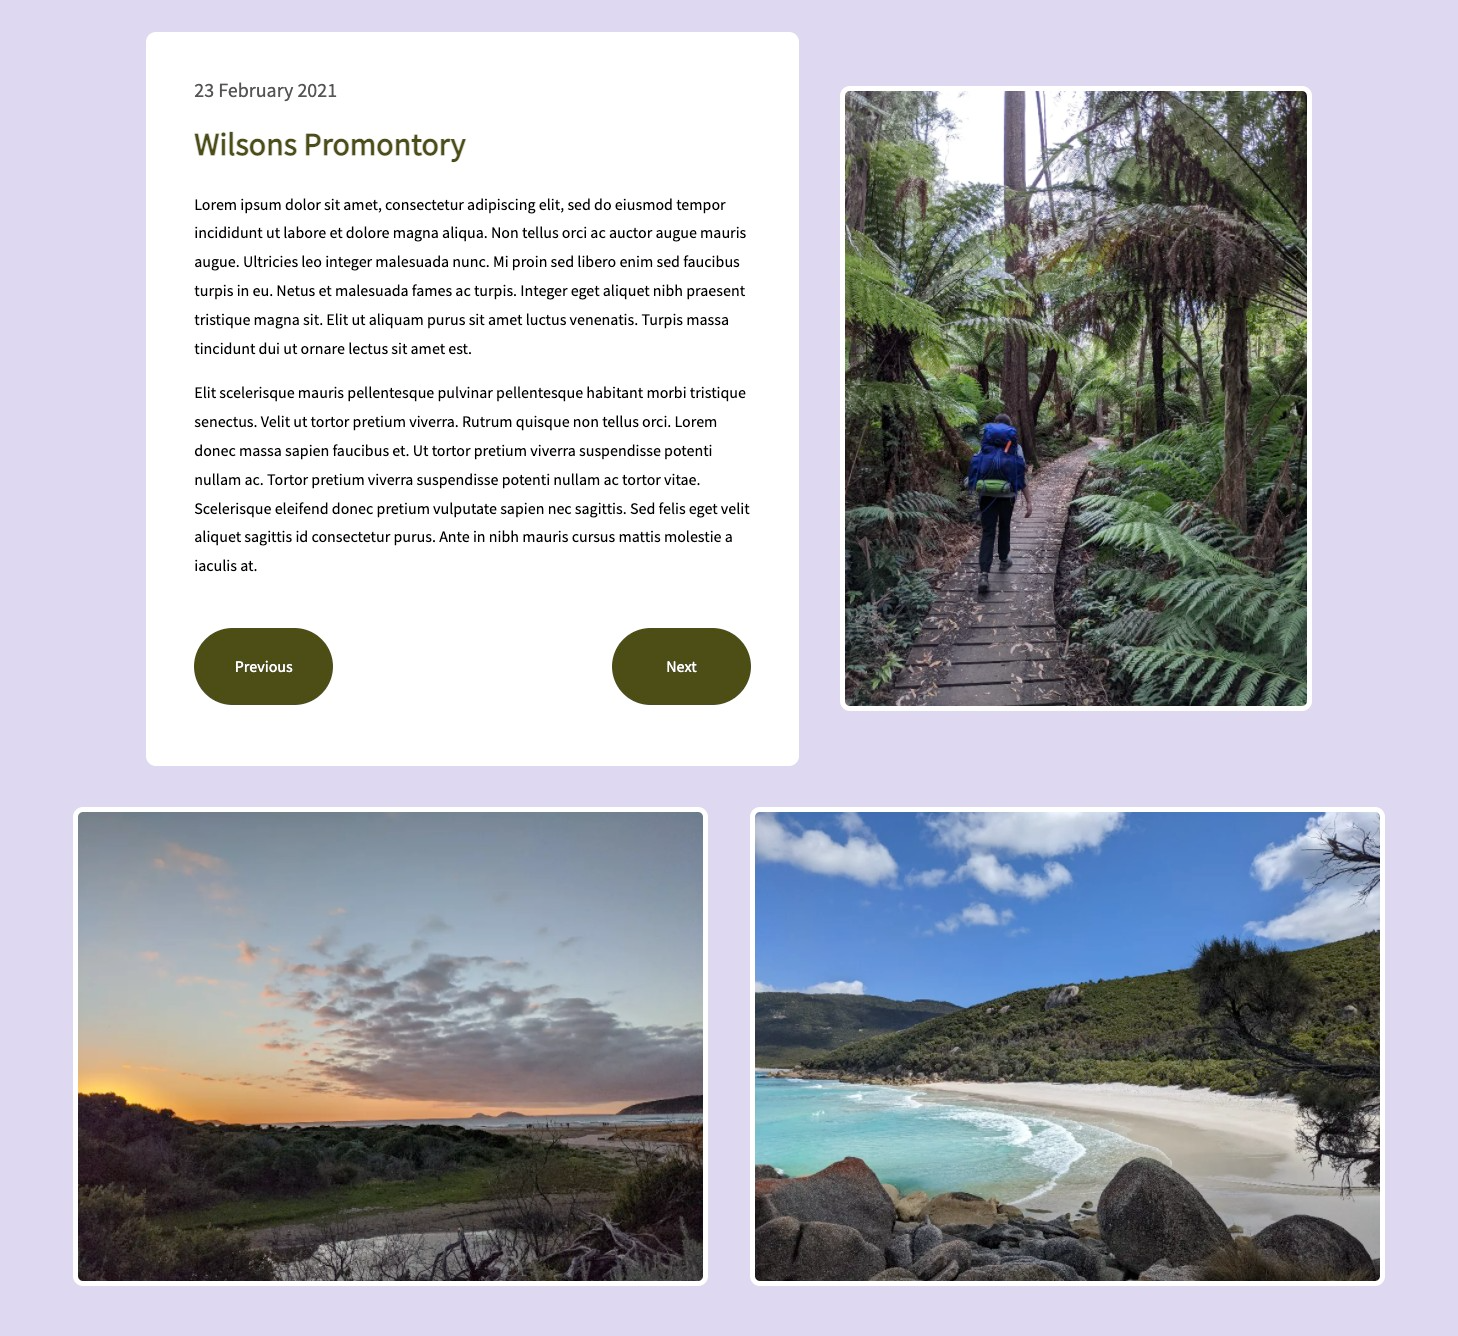 23 February 2021
Wilsons Promontory
Lorem ipsum dolor sit amet, consectetur adipiscing elit, sed do eiusmod tempor
incididunt ut labore et dolore magna aliqua. Non tellus orci ac auctor augue mauris
augue. Ultricies leo integer malesuada nunc. Mi proin sed libero enim sed faucibus
turpis in eu. Netus et malesuada fames ac turpis. Integer eget aliquet nibh praesent
tristique magna sit. Elit ut aliquam purus sit amet luctus venenatis. Turpis massa
tincidunt dui ut ornare lectus sit amet est.
Elit scelerisque mauris pellentesque pulvinar pellentesque habitant morbi tristique
senectus. Velit ut tortor pretium viverra. Rutrum quisque non tellus orci. Lorem
donec massa sapien faucibus et. Ut tortor pretium viverra suspendisse potenti
nullam ac. Tortor pretium viverra suspendisse potenti nullam ac tortor vitae.
Scelerisque eleifend donec pretium vulputate sapien nec sagittis. Sed felis eget velit
aliquet sagittis id consectetur purus. Ante in nibh mauris cursus mattis molestie a
iaculis at.
Previous
Next